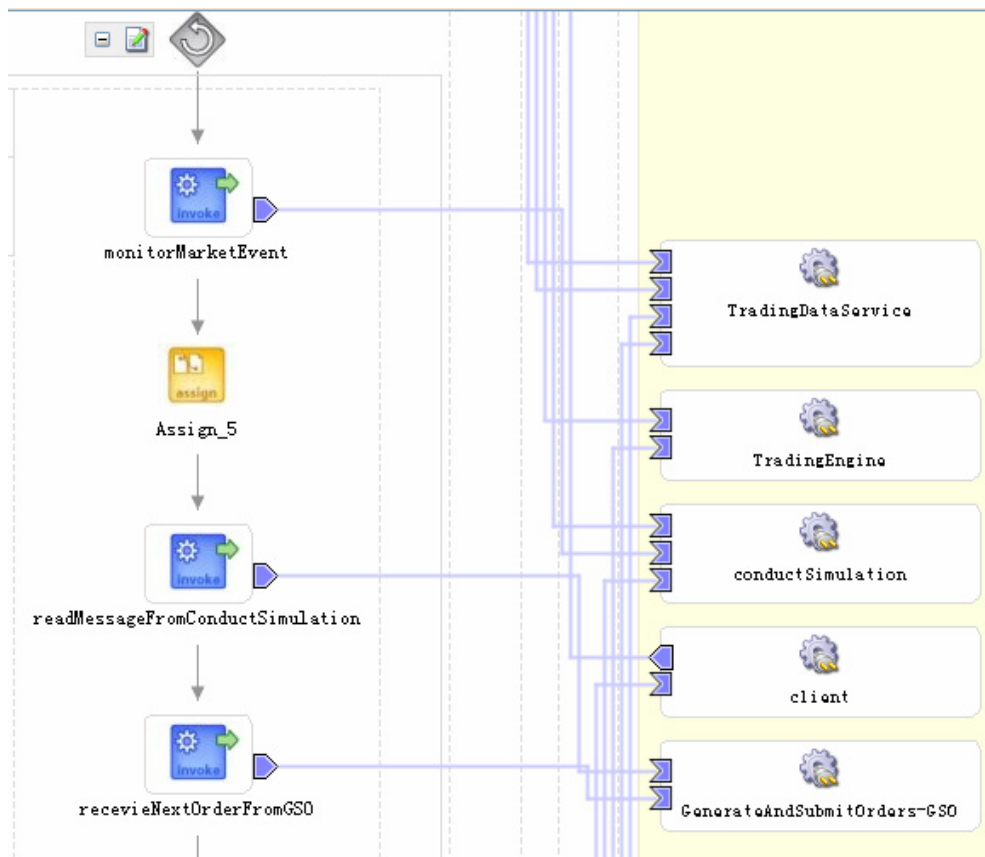 invoke
monitorMarketEvent
assign
Assign_5
invoke
readMessageFromConductSimulation
invoke
recevieNextOrderFromGSO
TradingDataService
TradingEngine
conductSimulation
client
GenerateAndSubmitOrders-GSO